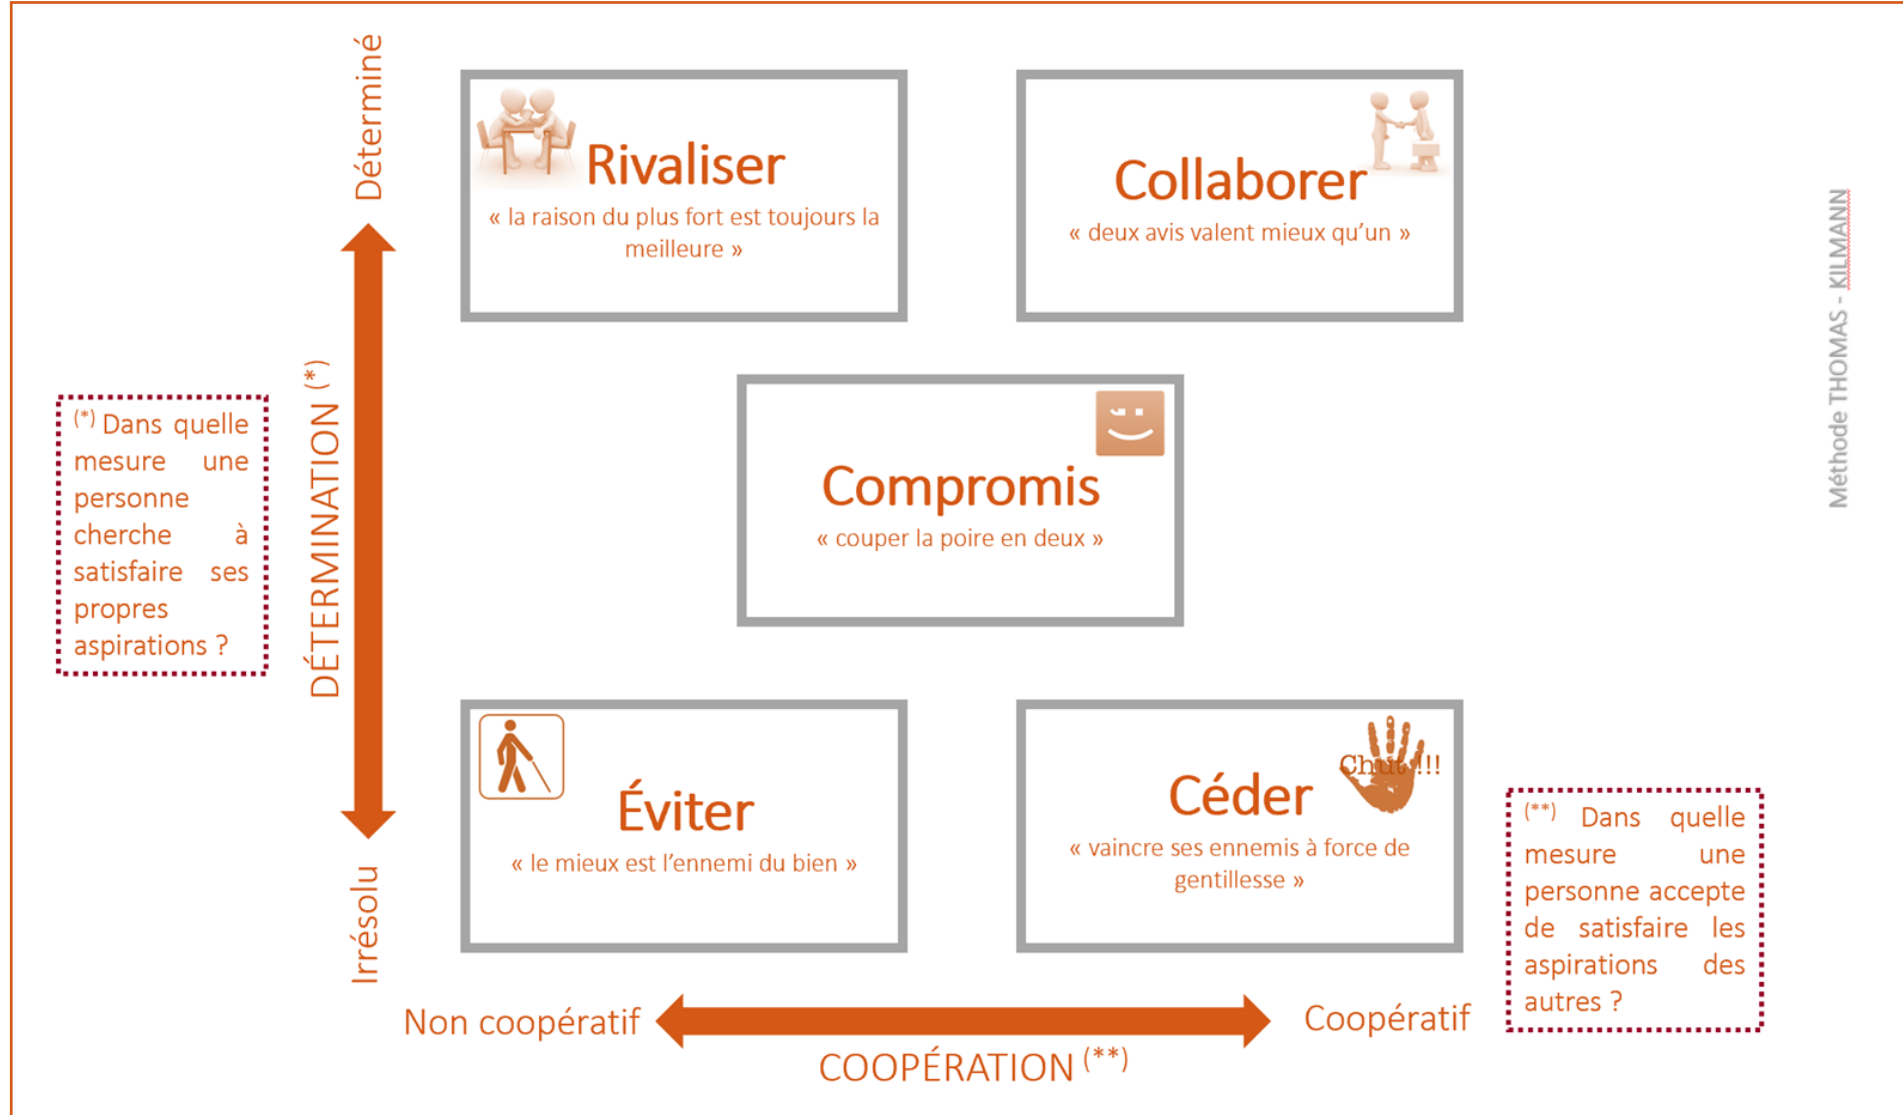 Déterminé
Rivaliser
« la raison du plus fort est toujours la
meilleure »
Collaborer
« deux avis valent mieux qu’un »
Méthode THOMAS - KILMANN
DÉTERMINATION (*)
(*) Dans quelle
mesure une
personne
cherche à
satisfaire ses
propres
aspirations ?
Compromis
« couper la poire en deux »
Éviter
« le mieux est l’ennemi du bien »
Chut !!!
Céder
« vaincre ses ennemis à force de
gentillesse »
(**) Dans quelle
mesure une
personne accepte
de satisfaire les
aspirations des
autres ?
Irrésolu
Non coopératif
Coopératif
COOPÉRATION (**)